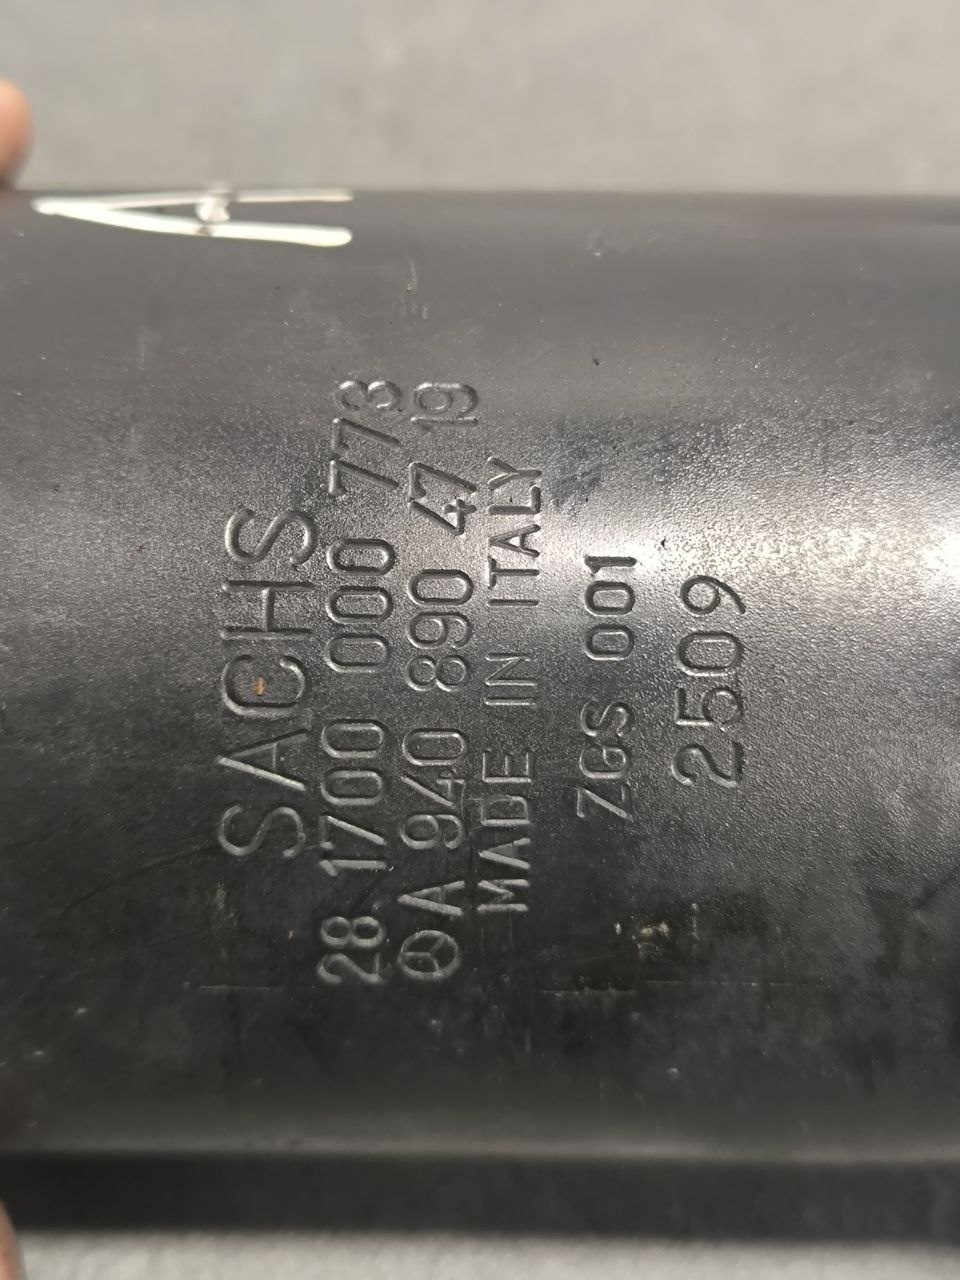 A
SACHS
28 1700 000 773
A 940 890 47 19
MADE IN ITALY
ZGS 001
2509